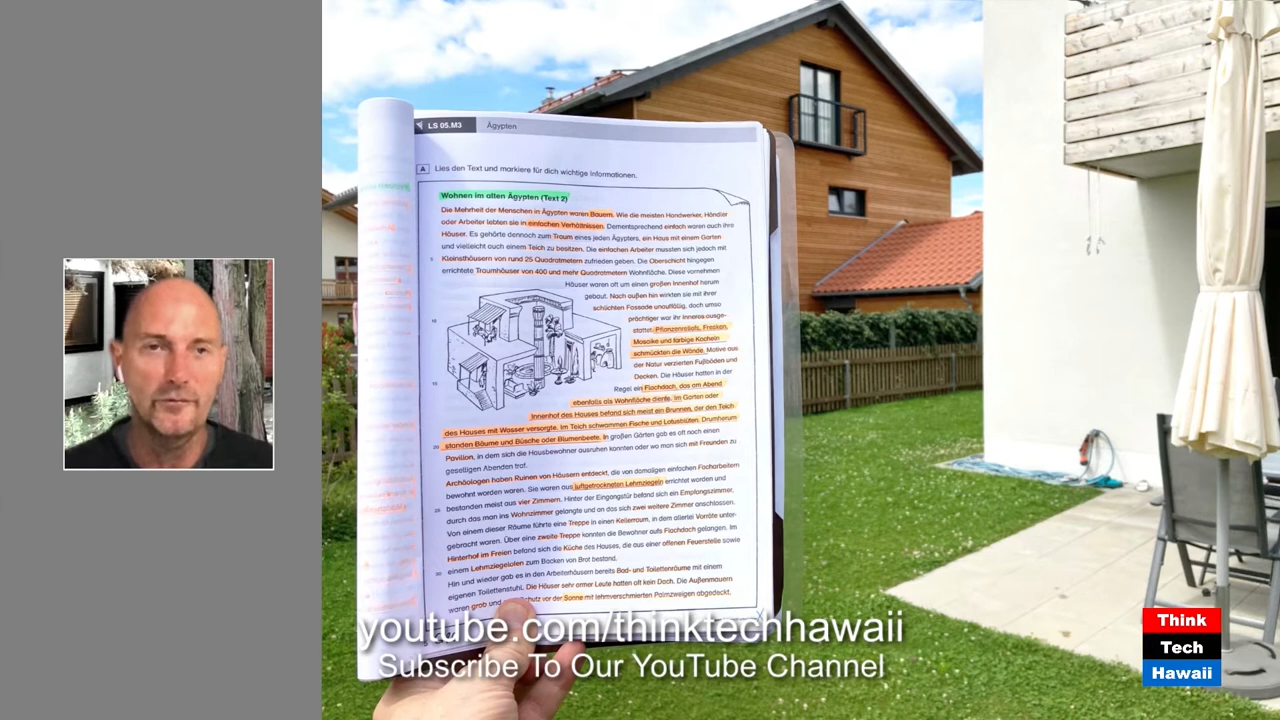 LS 05.M3 Ägypten
A Lies den Text und markiere für dich wichtige Informationen.
Wohnen im alten Ägypten (Text 2)
Die Mehrheit der Menschen in Ägypten waren Bauern. Wie die meisten Handwerker, Händler
oder Arbeiter lebten sie in einfachen Verhältnissen. Dementsprechend einfach waren auch ihre
Häuser. Es gehörte dennoch zum Traum eines jeden Ägypters, ein Haus mit einem Garten
und vielleicht auch einem Teich zu besitzen. Die einfachen Arbeiter mussten sich jedoch mit
5 Kleinsthäusern von rund 25 Quadratmetern zufrieden geben. Die Oberschicht hingegen
errichtete Traumhäuser von 400 und mehr Quadratmetern Wohnfläche. Diese vornehmen
Häuser waren oft um einen großen Innenhof herum
gebaut. Nach außen hin wirkten sie mit ihrer
schlichten Fassade unauffällig, doch umso
10 prächtiger war ihr Inneres ausge-
stattet. Pflanzenreliefs, Fresken,
Mosaike und farbige Kacheln
schmückten die Wände. Motive aus
der Natur verzierten Fußböden und
Decken. Die Häuser hatten in der
15 Regel ein Flachdach, das am Abend
ebenfalls als Wohnfläche diente. Im Garten oder
Innenhof des Hauses befand sich meist ein Brunnen, der den Teich
des Hauses mit Wasser versorgte. Im Teich schwammen Fische und Lotusblüten. Drumherum
20 standen Bäume und Büsche oder Blumenbeete. In großen Gärten gab es oft noch einen
Pavillon, in dem sich die Hausbewohner ausruhen konnten oder wo man sich mit Freunden zu
geselligen Abenden traf.
Archäologen haben Ruinen von Häusern entdeckt, die von damaligen einfachen Facharbeitern
bewohnt worden waren. Sie waren aus luftgetrockneten Lehmziegeln errichtet worden und
25 bestanden meist aus vier Zimmern. Hinter der Eingangstür befand sich ein Empfangszimmer,
durch das man ins Wohnzimmer gelangte und an das sich zwei weitere Zimmer anschlossen.
Von einem dieser Räume führte eine Treppe in einen Kellerraum, in dem allerlei Vorräte unter-
gebracht waren. Über eine zweite Treppe konnten die Bewohner aufs Flachdach gelangen. Im
Hinterhof im Freien befand sich die Küche des Hauses, die aus einer offenen Feuerstelle sowie
30 einem Lehmziegelofen zum Backen von Brot bestand.
Hin und wieder gab es in den Arbeiterhäusern bereits Bad- und Toilettenräume mit einem
eigenen Toilettenstuhl. Die Häuser sehr armer Leute hatten oft kein Dach. Die Außenmauern
waren grob und vor der Sonne mit lehmverschmierten Palmzweigen abgedeckt.
youtube.com/thinktechhawaii
Subscribe To Our YouTube Channel
Think
Tech
Hawaii